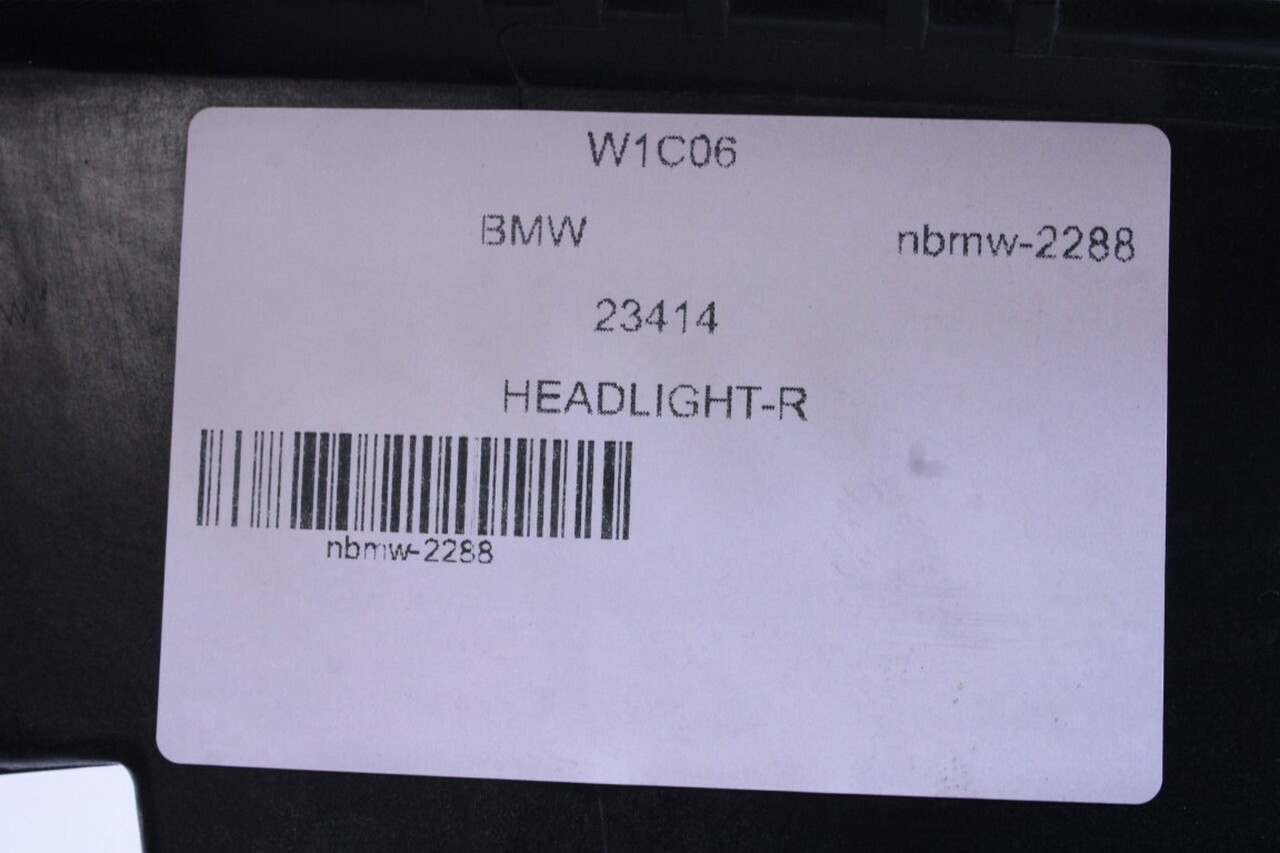 W1C06
BMW nbmw-2288
23414
HEADLIGHT-R
nbmw-2288